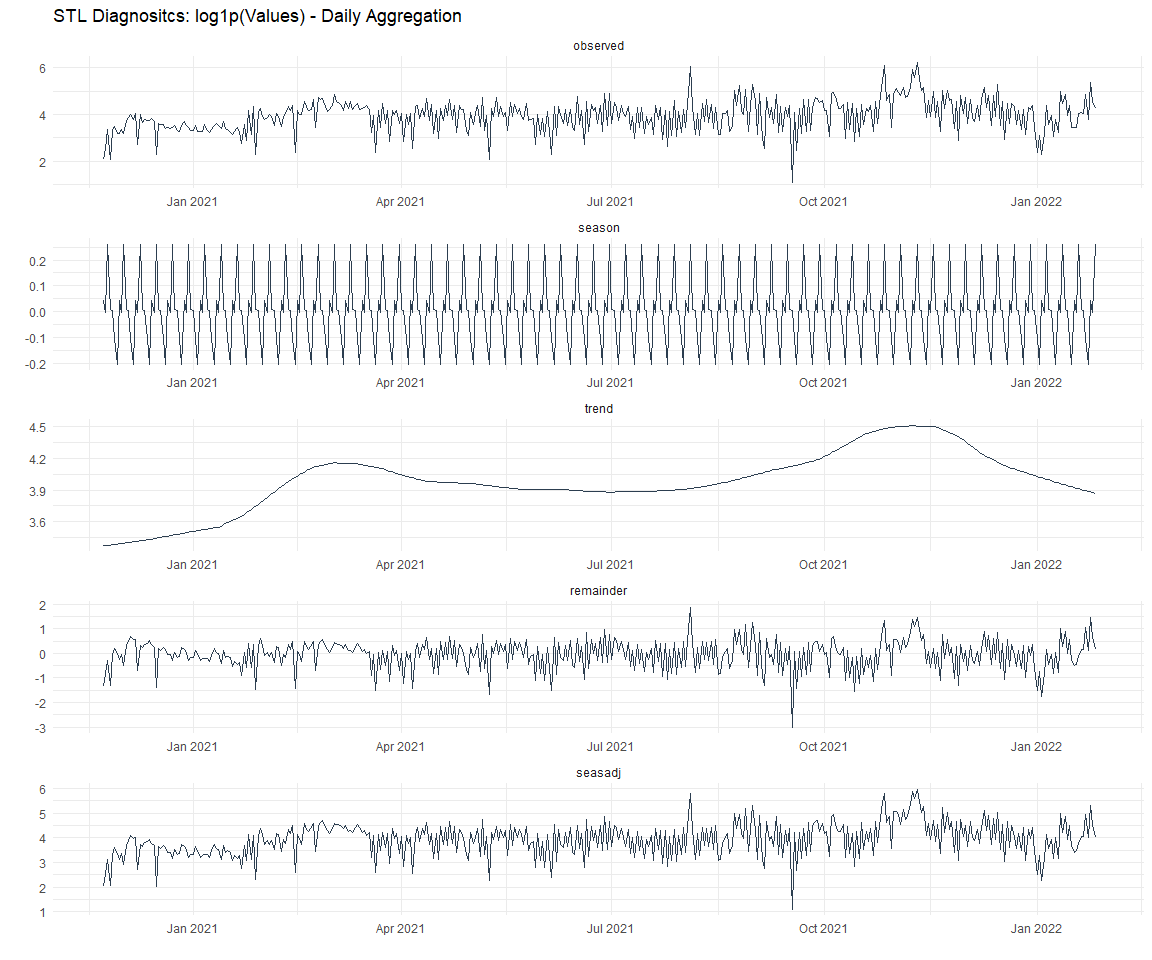 STL Diagnositcs: log1p(Values) - Daily Aggregation
observed
6
4
2
Jan 2021 Apr 2021 Jul 2021 Oct 2021 Jan 2022
season
0.2
0.1
0.0
-0.1
-0.2
Jan 2021 Apr 2021 Jul 2021 Oct 2021 Jan 2022
trend
4.5
4.2
3.9
3.6
Jan 2021 Apr 2021 Jul 2021 Oct 2021 Jan 2022
remainder
2
1
0
-1
-2
-3
Jan 2021 Apr 2021 Jul 2021 Oct 2021 Jan 2022
seasadj
6
5
4
3
2
1
Jan 2021 Apr 2021 Jul 2021 Oct 2021 Jan 2022